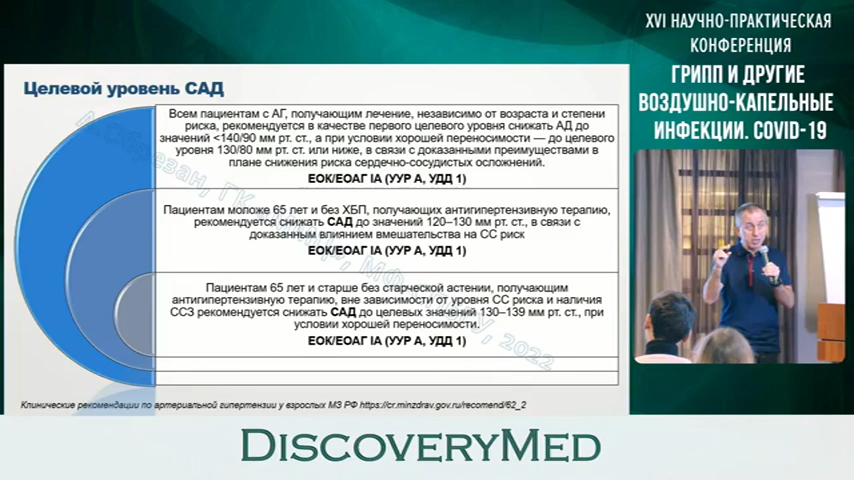 XVI НАУЧНО-ПРАКТИЧЕСКАЯ
КОНФЕРЕНЦИЯ
ГРИПП И ДРУГИЕ
ВОЗДУШНО-КАПЕЛЬНЫЕ
ИНФЕКЦИИ. COVID-19
Целевой уровень САД
Всем пациентам с АГ, получающим лечение, независимо от возраста и степени
риска, рекомендуется в качестве первого целевого уровня снижать АД до
значений <140/90 мм рт. ст., а при условии хорошей переносимости — до целевого
уровня 130/80 мм рт. ст. или ниже, в связи с доказанными преимуществами в
плане снижения риска сердечно-сосудистых осложнений.
ЕОК/ЕОАГ IA (УУР А, УДД 1)
Пациентам моложе 65 лет и без ХБП, получающих антигипертензивную терапию,
рекомендуется снижать САД до значений 120–130 мм рт. ст., в связи с
доказанным влиянием вмешательства на СС риск
ЕОК/ЕОАГ IA (УУР А, УДД 1)
Пациентам 65 лет и старше без старческой астении, получающим
антигипертензивную терапию, вне зависимости от уровня СС риска и наличия
ССЗ рекомендуется снижать САД до целевых значений 130–139 мм рт. ст., при
условии хорошей переносимости.
ЕОК/ЕОАГ IA (УУР А, УДД 1)
2022
Клинические рекомендации по артериальной гипертензии у взрослых МЗ РФ https://cr.minzdrav.gov.ru/recomend/62_2
DISCOVERYMED